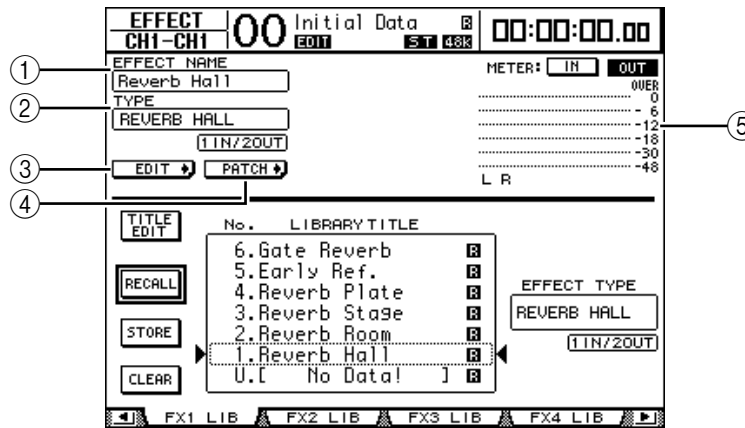 EFFECT
CH1-CH1
00
Initial Data R
EDIT ST 48K
00:00:00.00
1
EFFECT NAME
Reverb Hall
METER: IN OUT
2
TYPE
REVERB HALL
1IN/2OUT
OVER
0
6
-12
-18
-30
-48
5
L R
3
EDIT
PATCH
4
TITLE EDIT
No. LIBRARY TITLE
6.Gate Reverb R
5.Early Ref. R
4.Reverb Plate R
3.Reverb Stage R
2.Reverb Room R
1.Reverb Hall R
U.[ No Data! ] R
RECALL
STORE
CLEAR
EFFECT TYPE
REVERB HALL
1IN/2OUT
FX1 LIB FX2 LIB FX3 LIB FX4 LIB